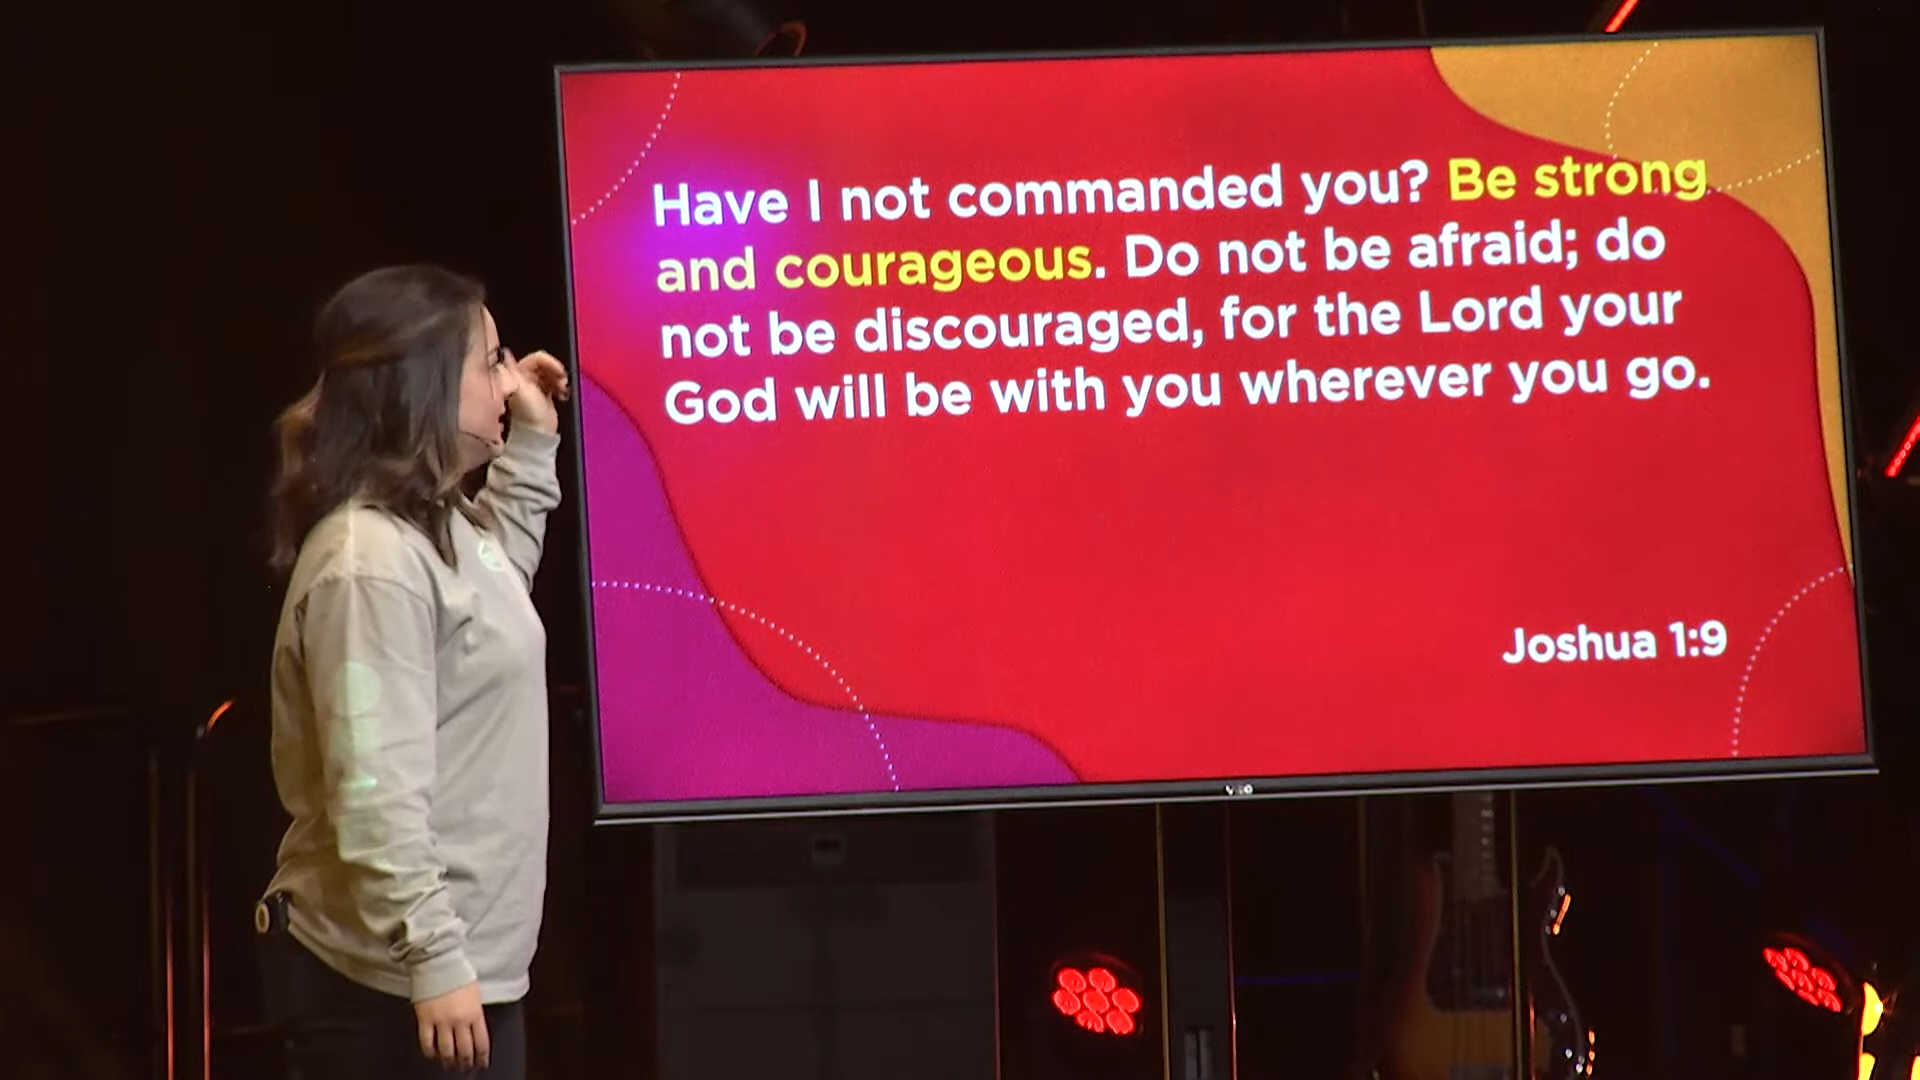 Have I not commanded you? Be strong
and courageous. Do not be afraid; do
not be discouraged, for the Lord your
God will be with you wherever you go.
Joshua 1:9